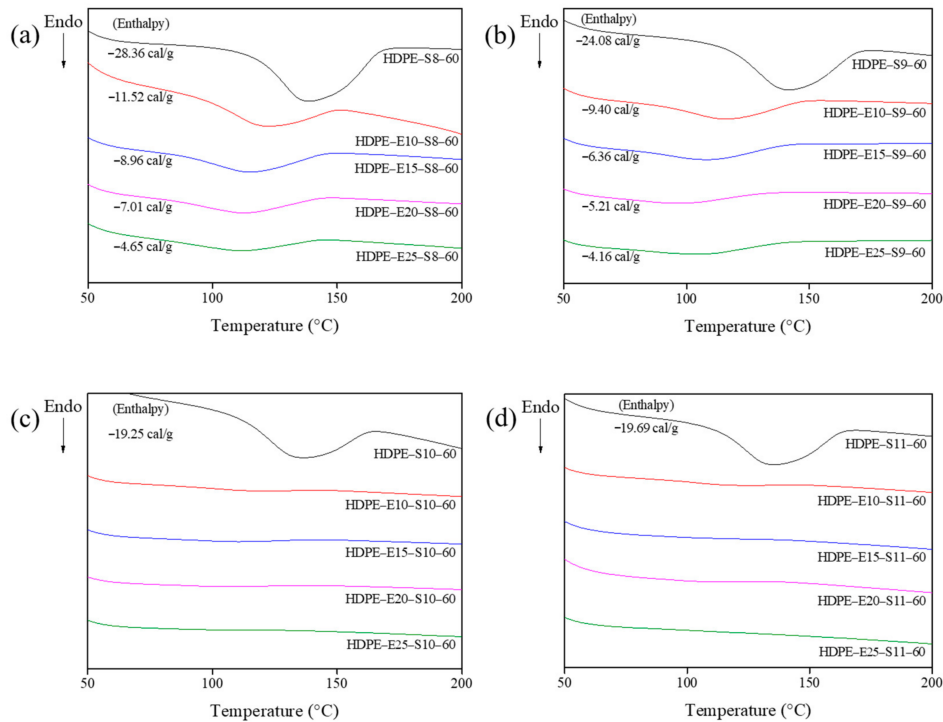 (a)
Endo
(Enthalpy)
−28.36 cal/g
HDPE–S8–60
−11.52 cal/g
HDPE–E10–S8–60
−8.96 cal/g
HDPE–E15–S8–60
−7.01 cal/g
HDPE–E20–S8–60
−4.65 cal/g
HDPE–E25–S8–60
50
100
150
200
Temperature (°C)
(b)
Endo
(Enthalpy)
−24.08 cal/g
HDPE–S9–60
−9.40 cal/g
HDPE–E10–S9–60
−6.36 cal/g
HDPE–E15–S9–60
−5.21 cal/g
HDPE–E20–S9–60
−4.16 cal/g
HDPE–E25–S9–60
50
100
150
200
Temperature (°C)
(c)
Endo
(Enthalpy)
−19.25 cal/g
HDPE–S10–60
HDPE–E10–S10–60
HDPE–E15–S10–60
HDPE–E20–S10–60
HDPE–E25–S10–60
50
100
150
200
Temperature (°C)
(d)
Endo
(Enthalpy)
−19.69 cal/g
HDPE–S11–60
HDPE–E10–S11–60
HDPE–E15–S11–60
HDPE–E20–S11–60
HDPE–E25–S11–60
50
100
150
200
Temperature (°C)